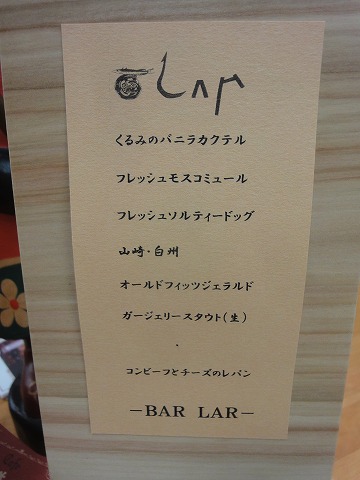 Lar
くるみのバニラカクテル
フレッシュモスコミュール
フレッシュソルティードッグ
山崎・白州
オールドフィッツジェラルド
ガージェリースタウト(生)
・
コンビーフとチーズのレパン
－BAR LAR－